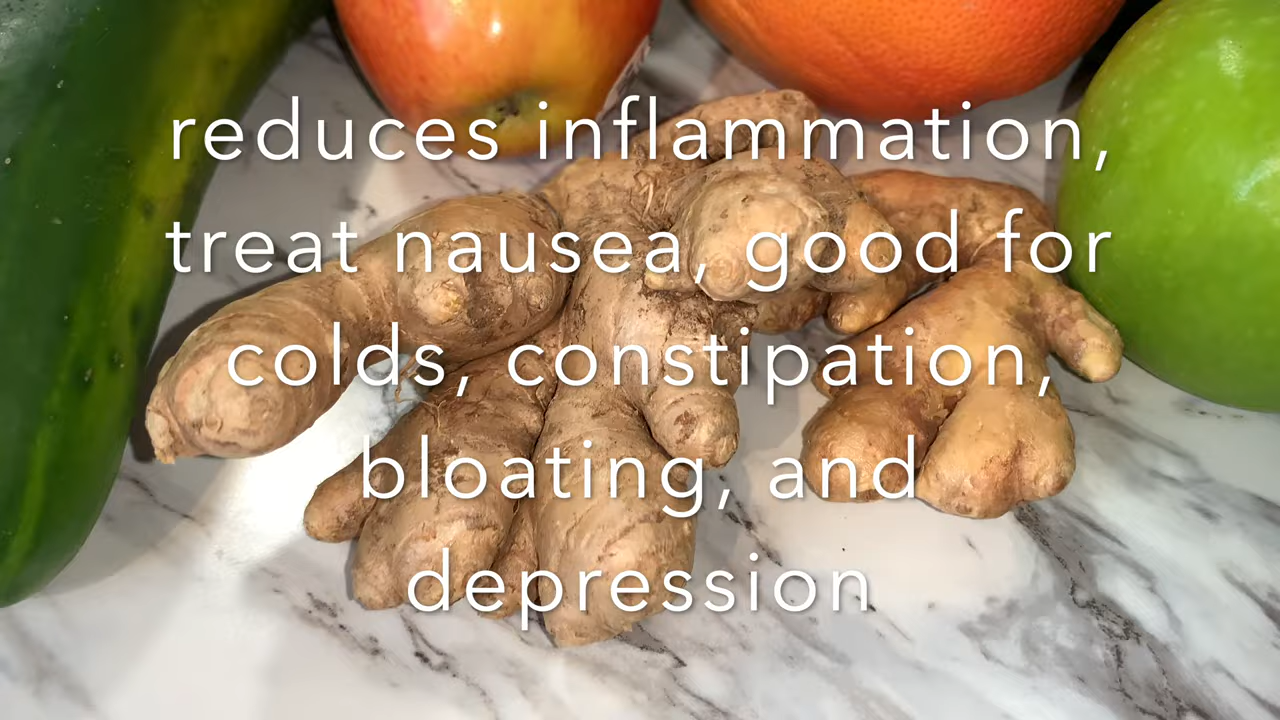 reduces inflammation,
treat nausea, good for
colds, constipation,
bloating, and
depression